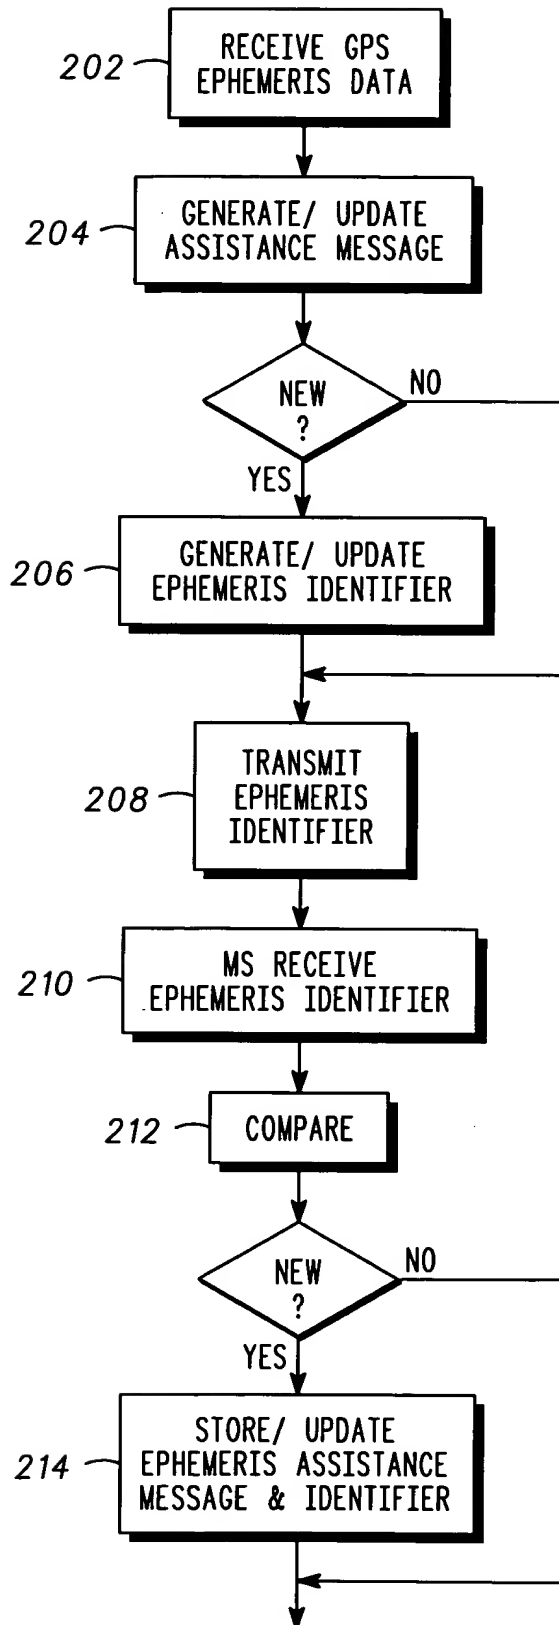 RECEIVE GPS
202
EPHEMERIS DATA
GENERATE/ UPDATE
204
ASSISTANCE MESSAGE
NEW
?
NO
YES
GENERATE/ UPDATE
206
EPHEMERIS IDENTIFIER
TRANSMIT
208
EPHEMERIS
IDENTIFIER
MS RECEIVE
210
EPHEMERIS IDENTIFIER
212
COMPARE
NEW
?
NO
YES
STORE/ UPDATE
214
EPHEMERIS ASSISTANCE
MESSAGE & IDENTIFIER